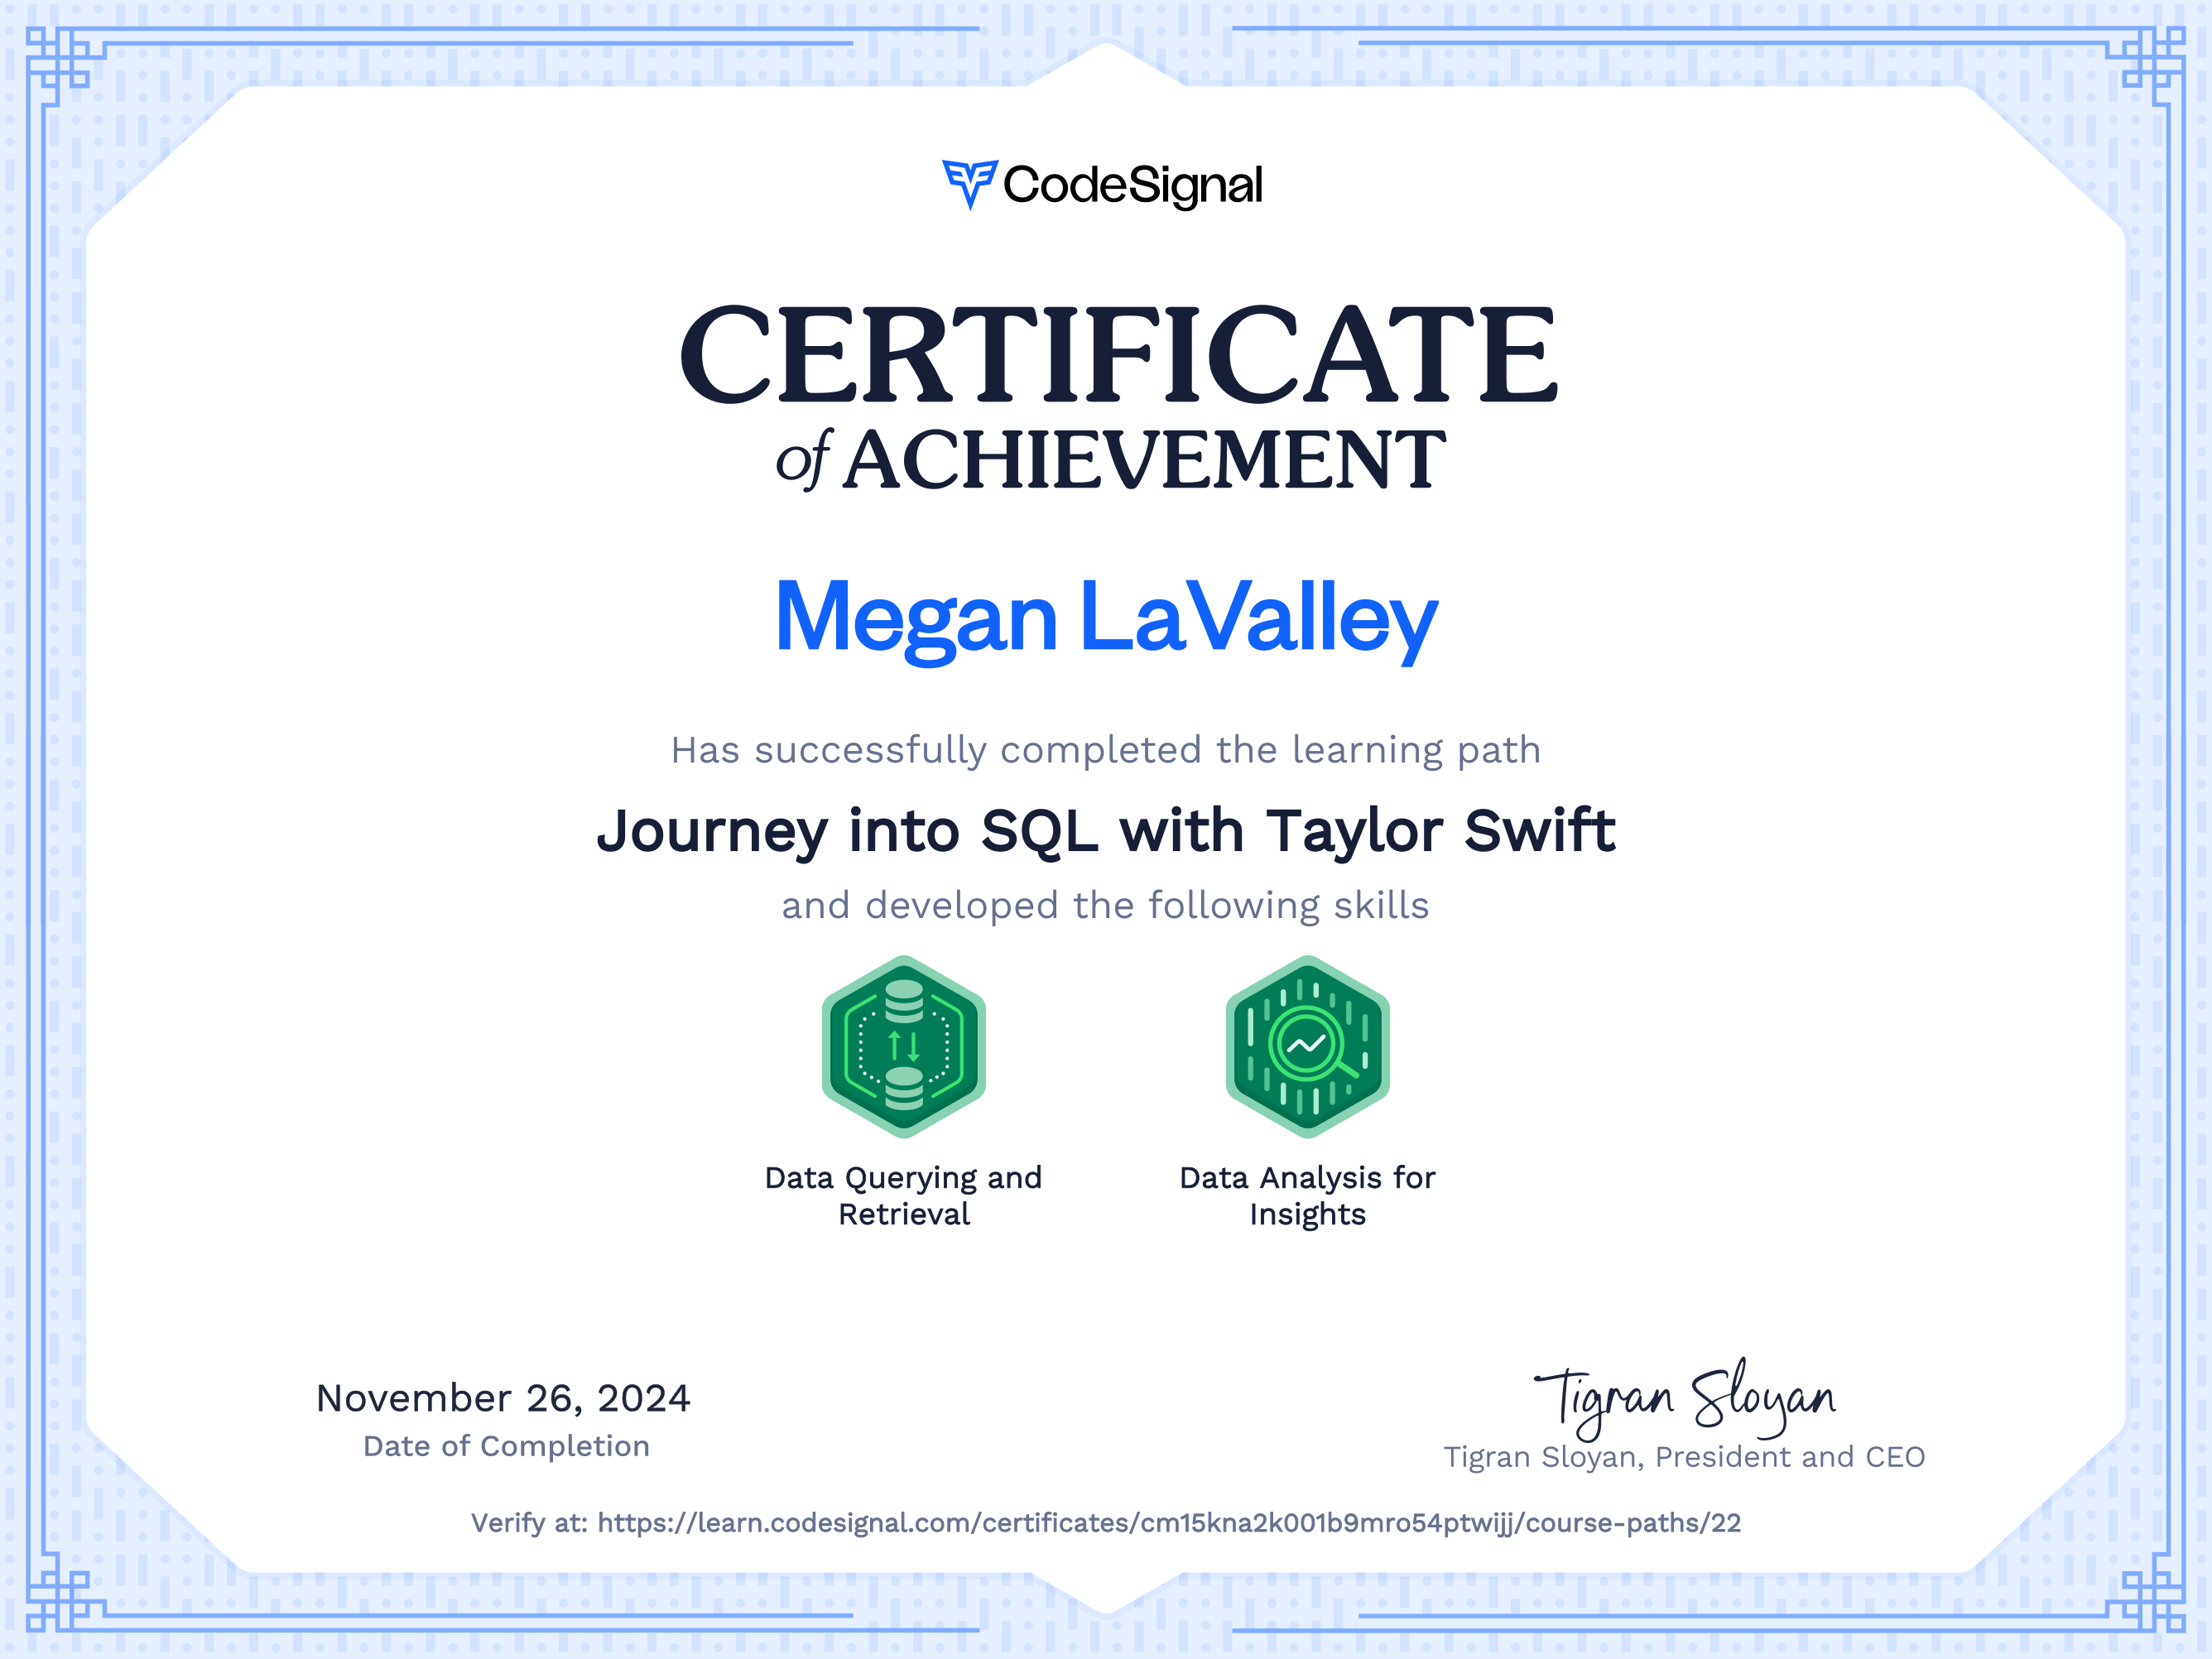 CodeSignal
CERTIFICATE
of ACHIEVEMENT
Megan LaValley
Has successfully completed the learning path
Journey into SQL with Taylor Swift
and developed the following skills
Data Querying and
Retrieval
Data Analysis for
Insights
November 26, 2024
Date of Completion
Tigran Sloyan
Tigran Sloyan, President and CEO
Verify at: https://learn.codesignal.com/certificates/cm15kna2k001b9mro54ptwijj/course-paths/22